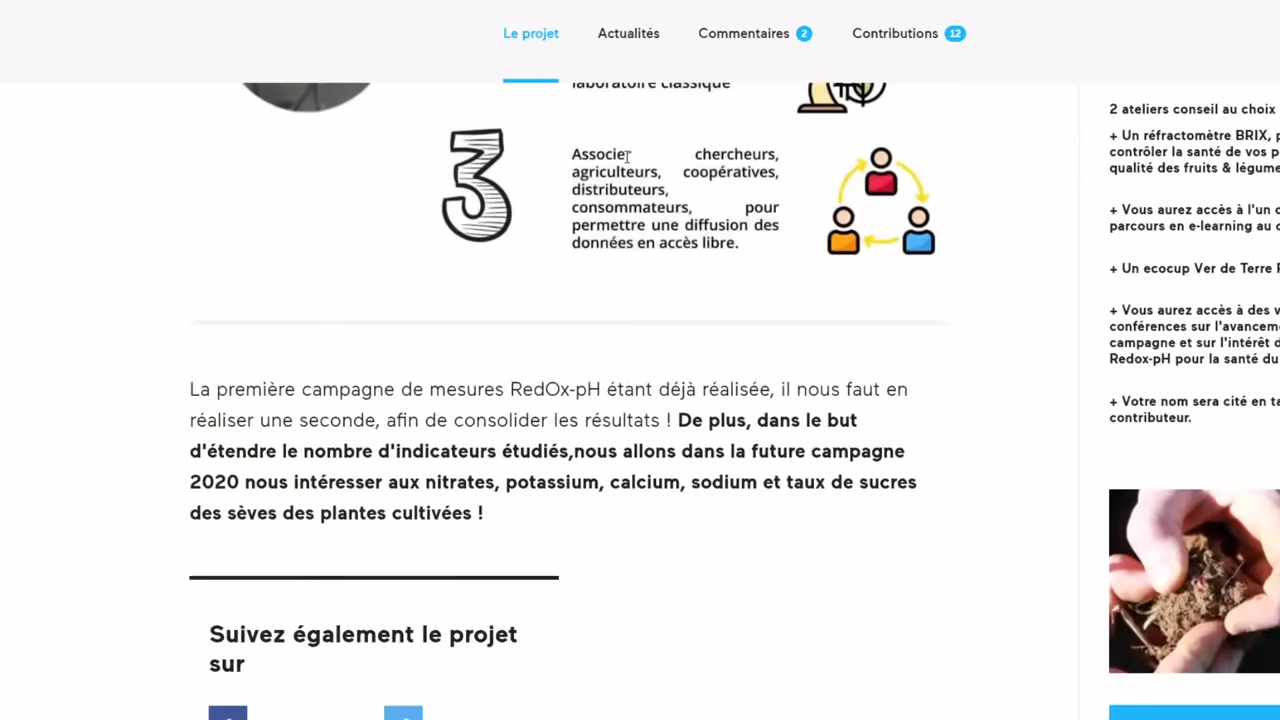 Le projet
Actualités
Commentaires 2
Contributions 12
laboratoire classique
3
Associer chercheurs,
agriculteurs, coopératives,
distributeurs,
consommateurs, pour
permettre une diffusion des
données en accès libre.
La première campagne de mesures RedOx-pH étant déjà réalisée, il nous faut en
réaliser une seconde, afin de consolider les résultats ! De plus, dans le but
d'étendre le nombre d'indicateurs étudiés,nous allons dans la future campagne
2020 nous intéresser aux nitrates, potassium, calcium, sodium et taux de sucres
des sèves des plantes cultivées !
Suivez également le projet
sur
2 ateliers conseil au choix
+ Un réfractomètre BRIX, p
contrôler la santé de vos p
qualité des fruits & légume
+ Vous aurez accès à l'un d
parcours en e-learning au c
+ Un ecocup Ver de Terre P
+ Vous aurez accès à des v
conférences sur l'avanceme
campagne et sur l'intérêt d
Redox-pH pour la santé du
+ Votre nom sera cité en ta
contributeur.